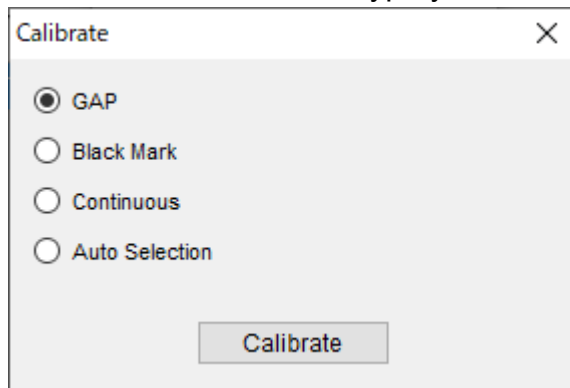 Calibrate
GAP
Black Mark
Continuous
Auto Selection
Calibrate